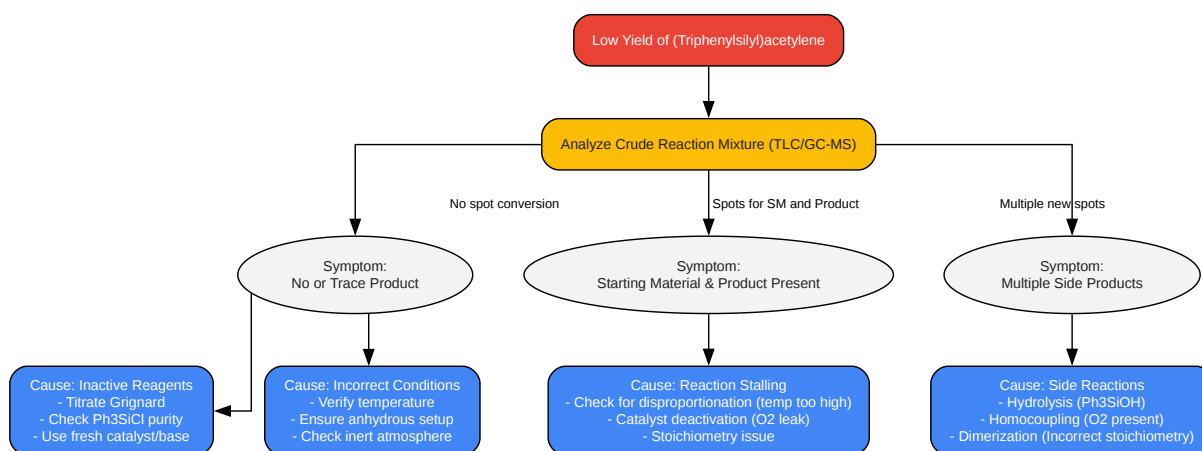 Low Yield of (Triphenylsilyl)acetylene
Analyze Crude Reaction Mixture (TLC/GC-MS)
No spot conversion
Spots for SM and Product
Multiple new spots
Symptom:
No or Trace Product
Symptom:
Starting Material & Product Present
Symptom:
Multiple Side Products
Cause: Inactive Reagents
- Titrate Grignard
- Check Ph3SiCl purity
- Use fresh catalyst/base
Cause: Incorrect Conditions
- Verify temperature
- Ensure anhydrous setup
- Check inert atmosphere
Cause: Reaction Stalling
- Check for disproportionation (temp too high)
- Catalyst deactivation (O2 leak)
- Stoichiometry issue
Cause: Side Reactions
- Hydrolysis (Ph3SiOH)
- Homocoupling (O2 present)
- Dimerization (Incorrect stoichiometry)